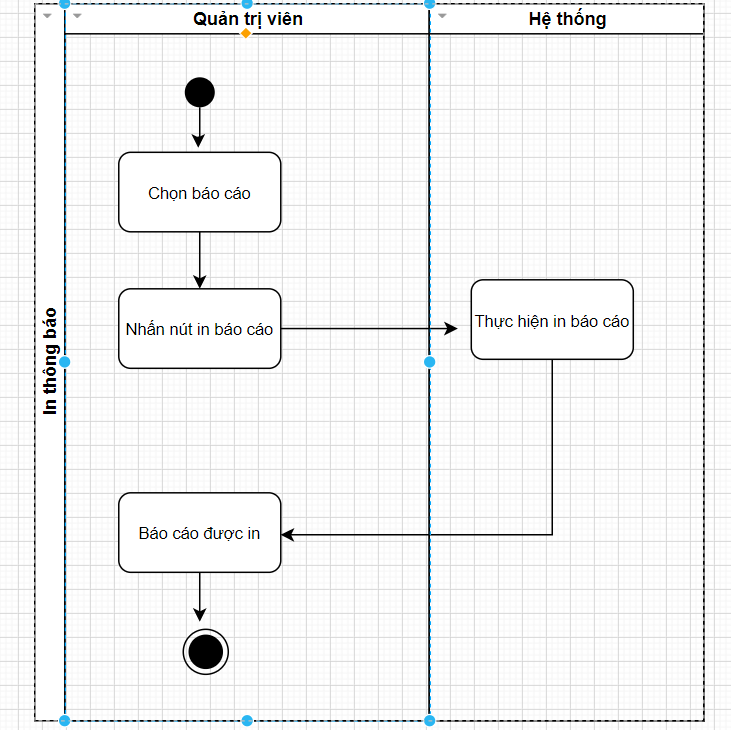 Quản trị viên
Hệ thống
In thông báo
Chọn báo cáo
Nhấn nút in báo cáo
Thực hiện in báo cáo
Báo cáo được in